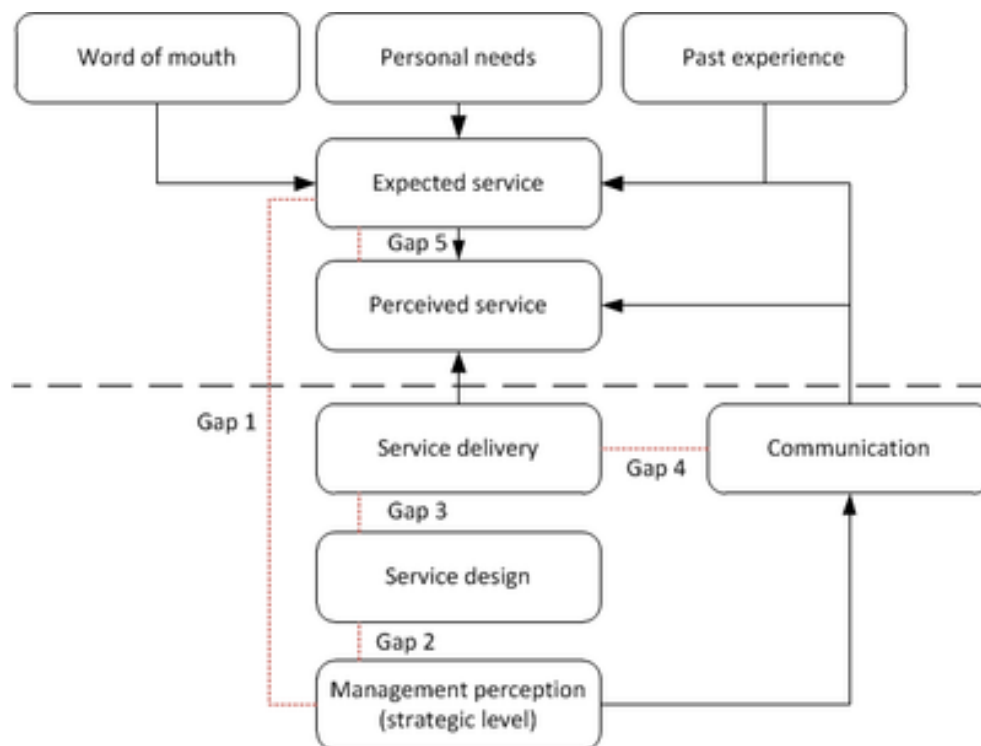 Word of mouth
Personal needs
Past experience
Expected service
Gap 5
Perceived service
Gap 1
Service delivery
Gap 4
Communication
Gap 3
Service design
Gap 2
Management perception
(strategic level)